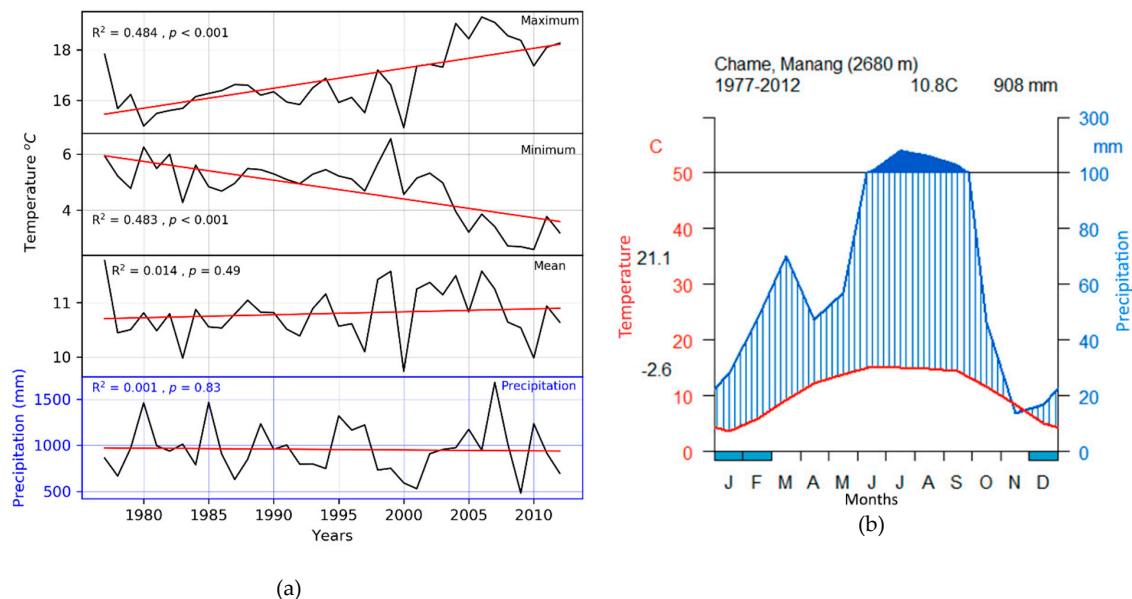 R² = 0.484 , p < 0.001
Maximum
18
16
Minimum
6
4
R² = 0.483 , p < 0.001
Temperature °C
R² = 0.014 , p = 0.49
Mean
11
10
R² = 0.001 , p = 0.83
Precipitation
1500
1000
500
Precipitation (mm)
1980 1985 1990 1995 2000 2005 2010
Years
(a)
Chame, Manang (2680 m)
1977-2012 10.8C 908 mm
C
50
40
30
20
10
0
Temperature
21.1
-2.6
300
mm
100
80
60
40
20
0
Precipitation
J F M A M J J A S O N D
Months
(b)